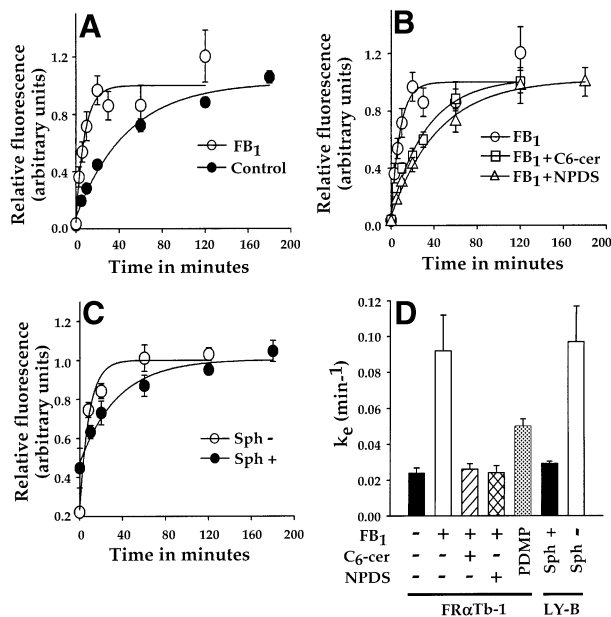 A
Relative fluorescence
(arbitrary units)
1.2
0.8
0.4
0.0
FB1
Control
0 40 80 120 160 200
Time in minutes
B
Relative fluorescence
(arbitrary units)
1.2
0.8
0.4
0.0
FB1
FB1+C6-cer
FB1+NPDS
0 40 80 120 160 200
Time in minutes
C
Relative fluorescence
(arbitrary units)
1.2
1.0
0.8
0.6
0.4
0.2
Sph -
Sph +
0 40 80 120 160 200
Time in minutes
D
ke (min-1)
0.12
0.10
0.08
0.06
0.04
0.02
0.00
FB1 - + + +
C6-cer - - + -
NPDS - - - +
PDMP
Sph +
Sph -
FRαTb-1 LY-B